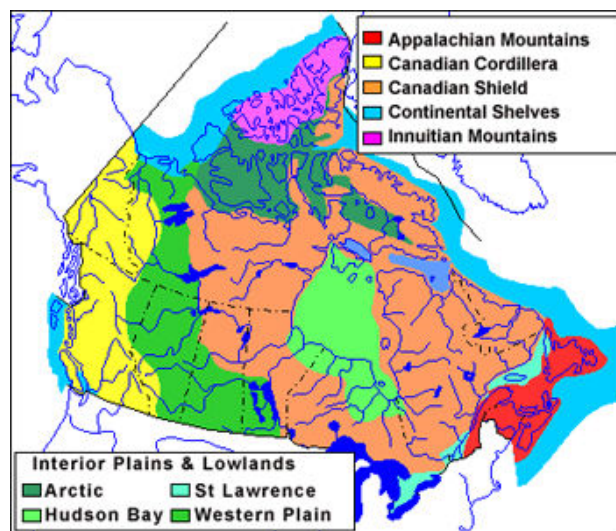 Appalachian Mountains
Canadian Cordillera
Canadian Shield
Continental Shelves
Innuitian Mountains
Interior Plains & Lowlands
Arctic
St Lawrence
Hudson Bay
Western Plain